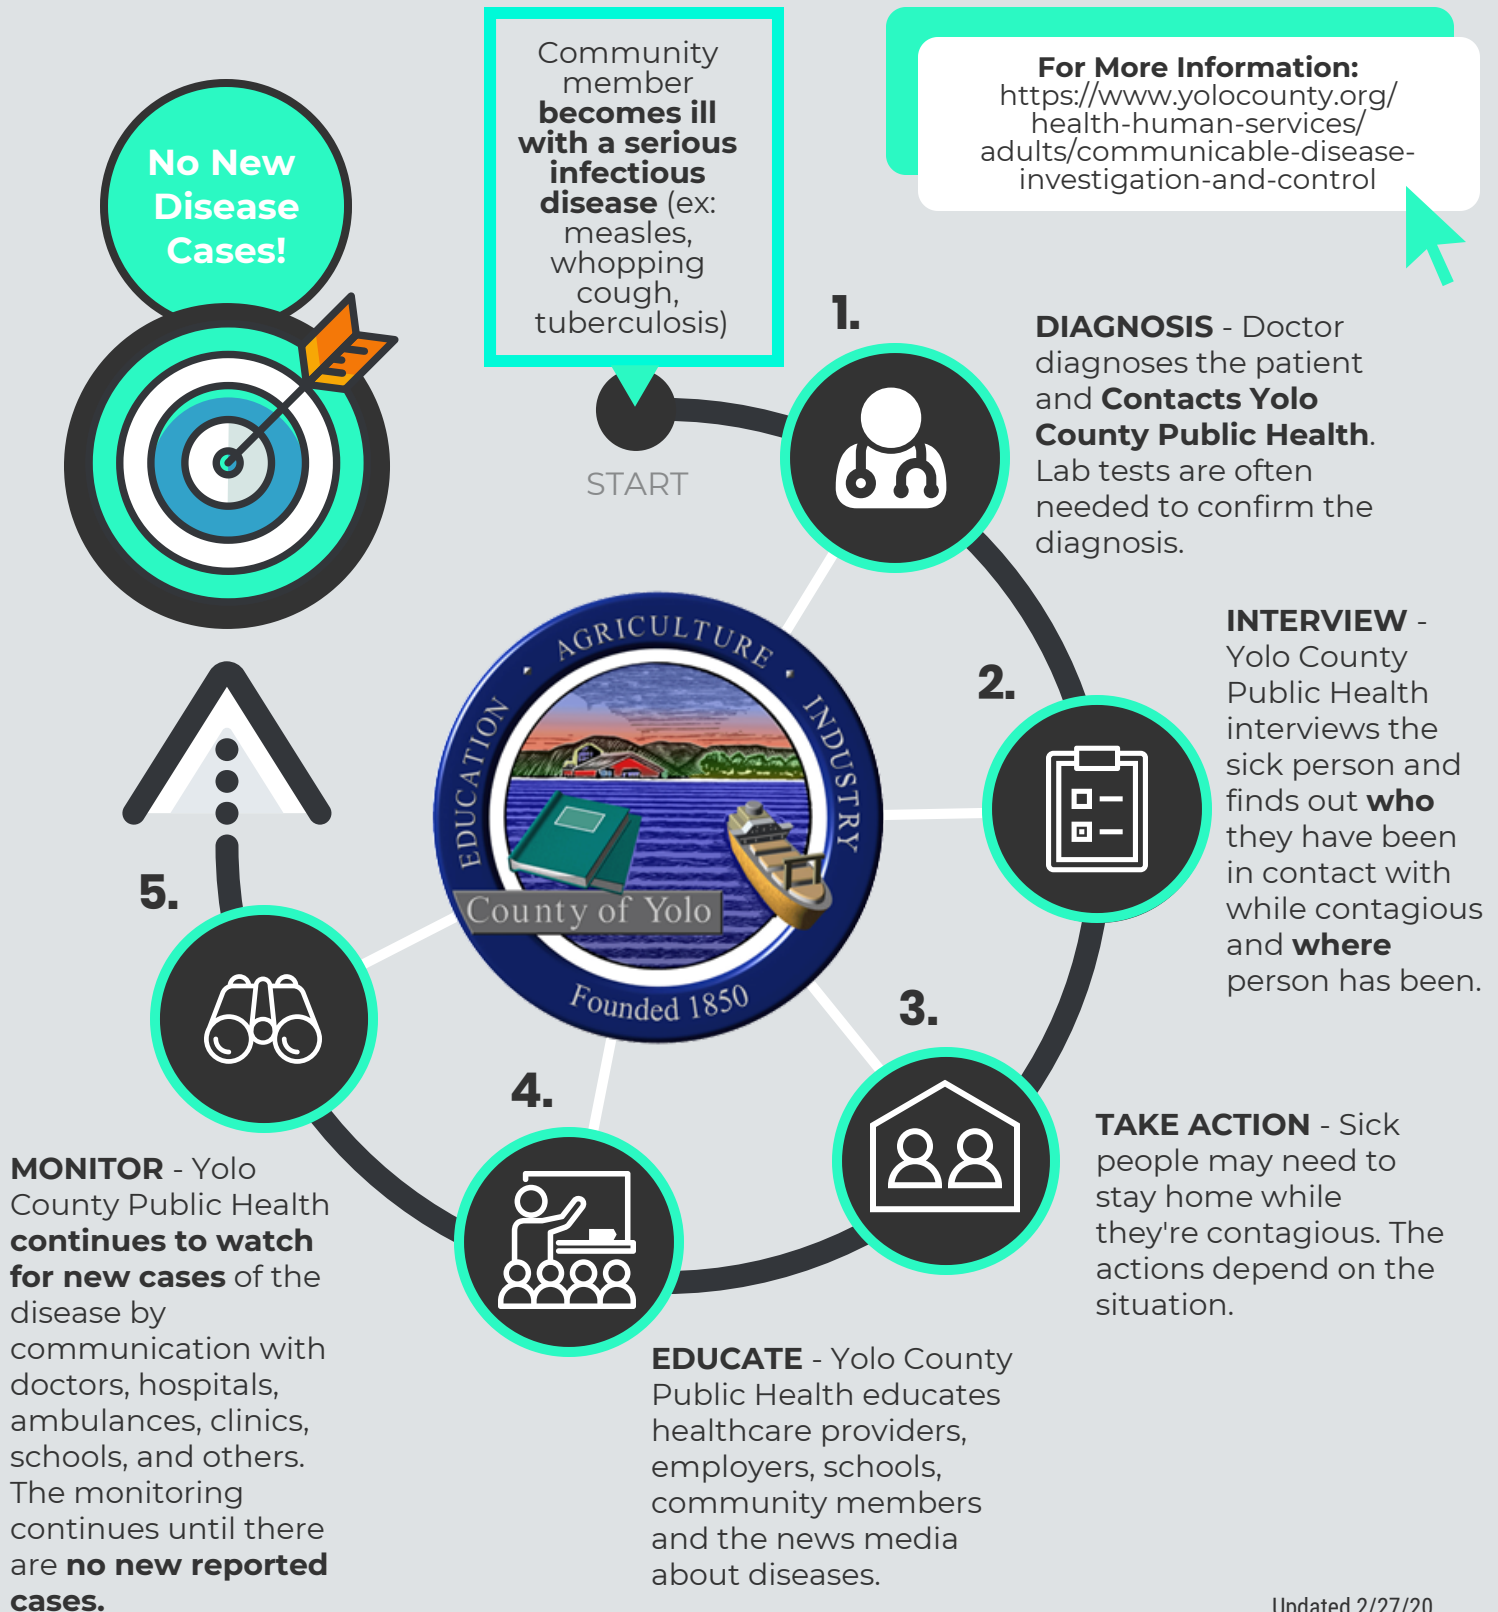 Community
member
becomes ill
with a serious
infectious
disease (ex:
measles,
whopping
cough,
tuberculosis)
For More Information:
https://www.yolocounty.org/
health-human-services/
adults/communicable-disease-
investigation-and-control
No New
Disease
Cases!
START
1.
DIAGNOSIS - Doctor
diagnoses the patient
and Contacts Yolo
County Public Health.
Lab tests are often
needed to confirm the
diagnosis.
2.
INTERVIEW -
Yolo County
Public Health
interviews the
sick person and
finds out who
they have been
in contact with
while contagious
and where
person has been.
EDUCATION · AGRICULTURE · INDUSTRY
County of Yolo
Founded 1850
3.
TAKE ACTION - Sick
people may need to
stay home while
they're contagious. The
actions depend on the
situation.
4.
EDUCATE - Yolo County
Public Health educates
healthcare providers,
employers, schools,
community members
and the news media
about diseases.
5.
MONITOR - Yolo
County Public Health
continues to watch
for new cases of the
disease by
communication with
doctors, hospitals,
ambulances, clinics,
schools, and others.
The monitoring
continues until there
are no new reported
cases.
Updated 2/27/20